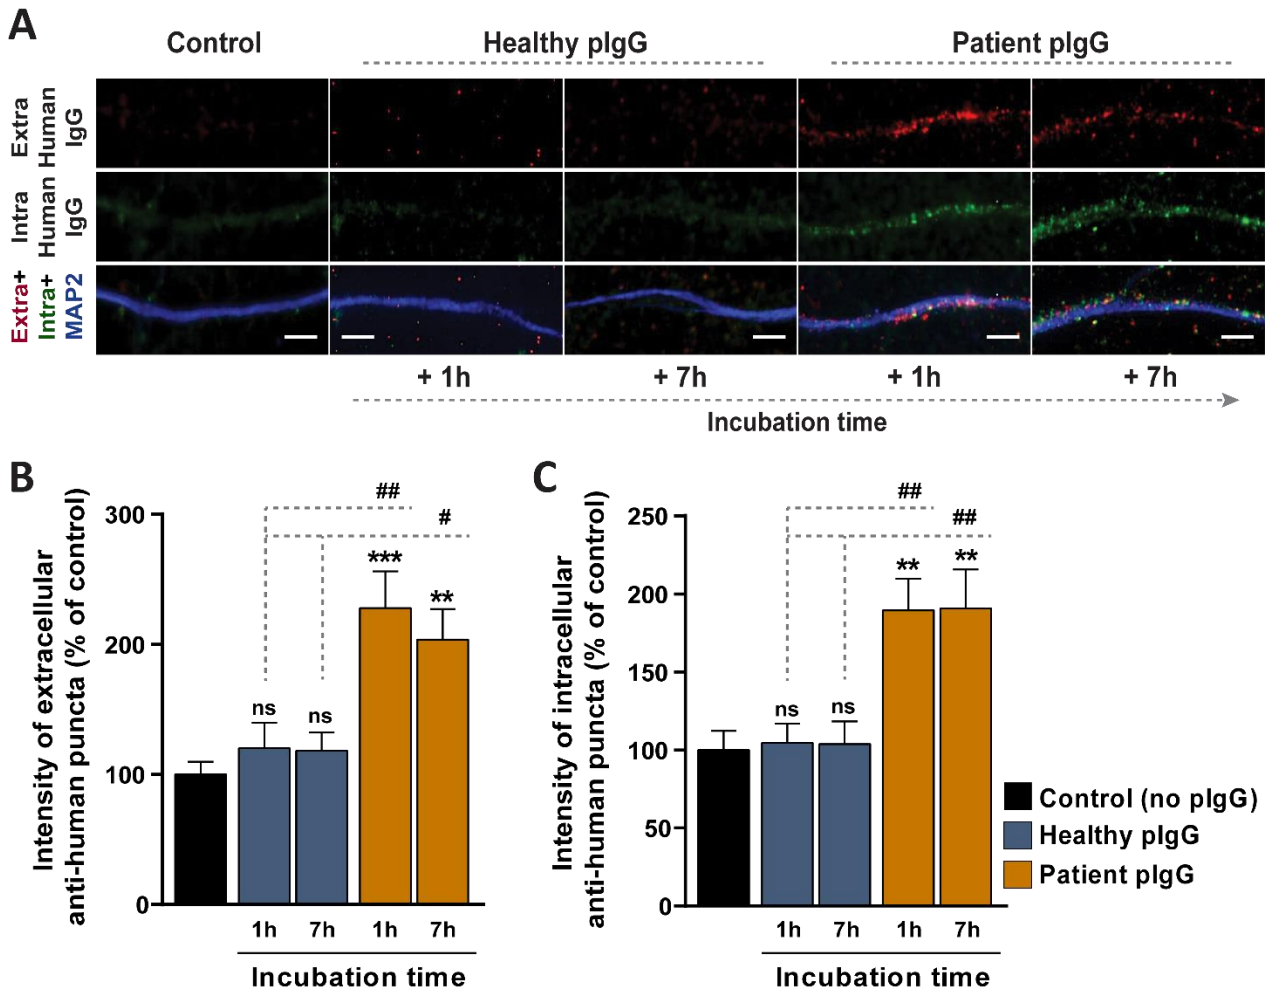 A
Control
Healthy pIgG
Patient pIgG
Extra
Human
IgG
Intra
Human
IgG
Extra+
Intra+
MAP2
+ 1h
+ 7h
+ 1h
+ 7h
Incubation time
B
Intensity of extracellular
anti-human puncta (% of control)
300
200
100
0
ns
ns
***
**
##
#
1h
7h
1h
7h
Incubation time
C
Intensity of intracellular
anti-human puncta (% of control)
250
200
150
100
50
0
ns
ns
**
**
##
##
1h
7h
1h
7h
Incubation time
Control (no pIgG)
Healthy pIgG
Patient pIgG